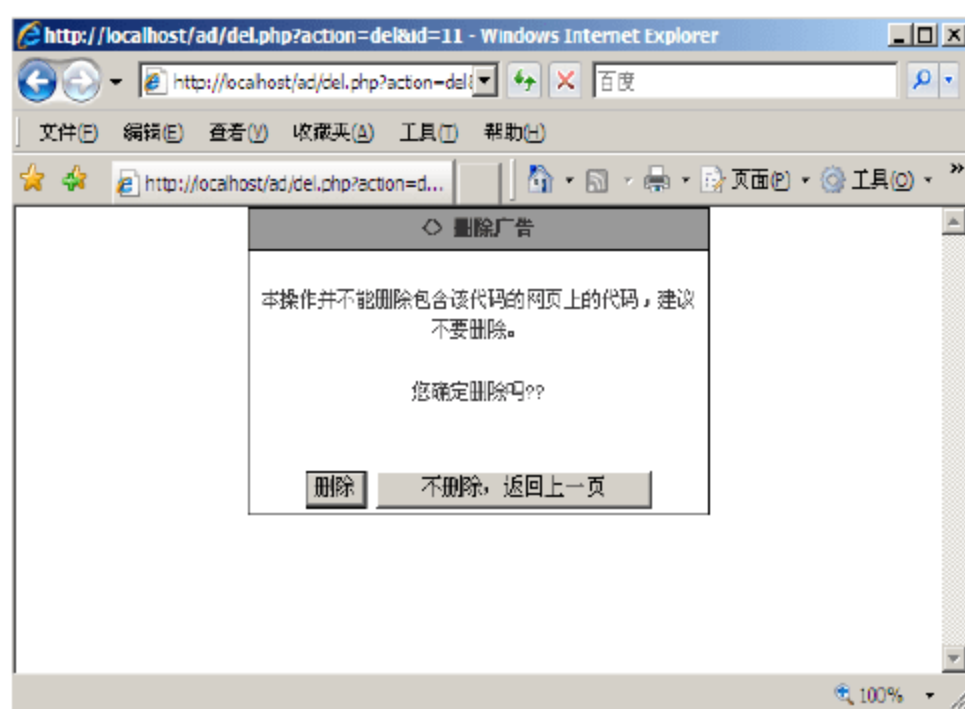 http://localhost/ad/del.php?action=del&id=11 - Windows Internet Explorer
http://localhost/ad/del.php?action=del& 百度
文件(F) 编辑(E) 查看(V) 收藏夹(A) 工具(T) 帮助(H)
http://localhost/ad/del.php?action=d... 页面(P) 工具(O) »
◇ 删除广告
本操作并不能删除包含该代码的网页上的代码，建议
不要删除。
您确定删除吗??
删除 不删除，返回上一页
100%